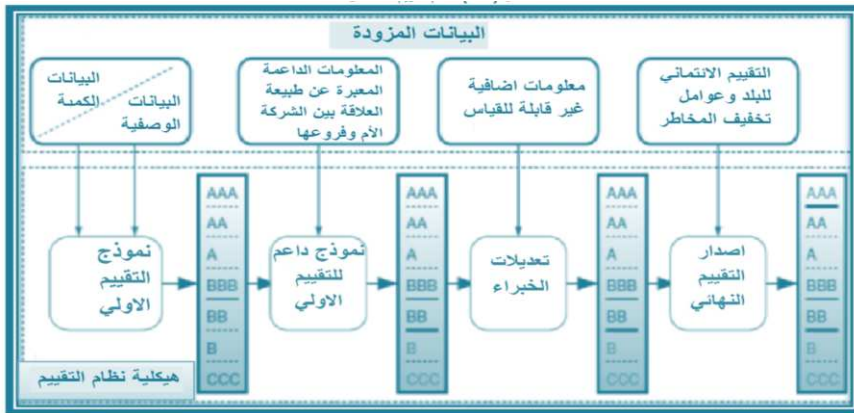 البيانات المزودة
البيانات
الكمية
البيانات
الوصفية
المعلومات الداعمة
المعبرة عن طبيعة
العلاقة بين الشركة
الأم وفروعها
معلومات اضافية
غير قابلة للقياس
التقييم الائتماني
للبلد وعوامل
تخفيف المخاطر
نموذج
التقييم
الاولي
AAA
AA
A
BBB
BB
B
CCC
نموذج داعم
للتقييم
الاولي
AAA
AA
A
BBB
BB
B
CCC
تعديلات
الخبراء
AAA
AA
A
BBB
BB
B
CCC
اصدار
التقييم
النهائي
AAA
AA
A
BBB
BB
B
CCC
هيكلية نظام التقييم